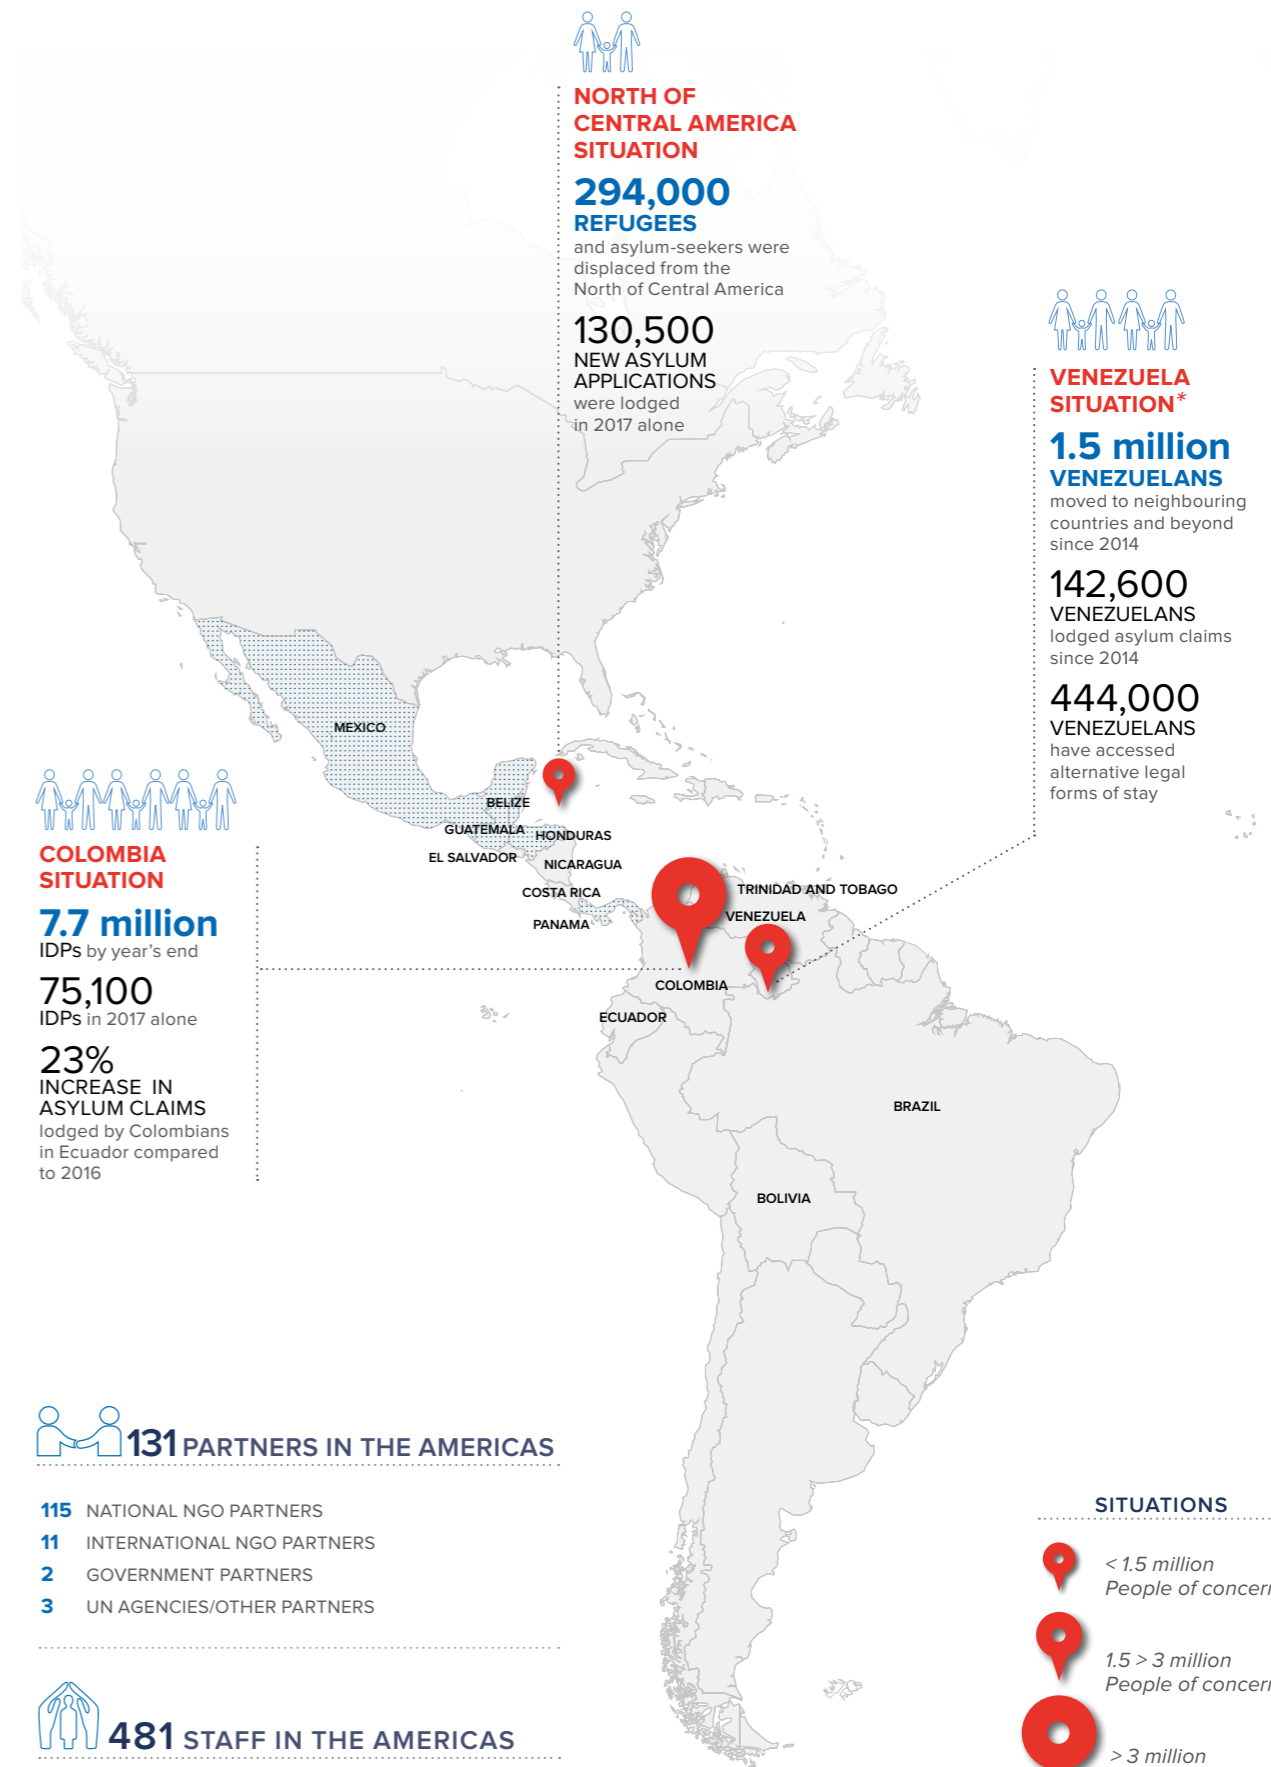 NORTH OF
CENTRAL AMERICA
SITUATION
294,000
REFUGEES
and asylum-seekers were
displaced from the
North of Central America
130,500
NEW ASYLUM
APPLICATIONS
were lodged
in 2017 alone
VENEZUELA
SITUATION*
1.5 million
VENEZUELANS
moved to neighbouring
countries and beyond
since 2014
142,600
VENEZUELANS
lodged asylum claims
since 2014
444,000
VENEZUELANS
have accessed
alternative legal
forms of stay
MEXICO
BELIZE
GUATEMALA
HONDURAS
EL SALVADOR
NICARAGUA
COSTA RICA
PANAMA
TRINIDAD AND TOBAGO
VENEZUELA
COLOMBIA
ECUADOR
BRAZIL
BOLIVIA
COLOMBIA
SITUATION
7.7 million
IDPs by year's end
75,100
IDPs in 2017 alone
23%
INCREASE IN
ASYLUM CLAIMS
lodged by Colombians
in Ecuador compared
to 2016
131 PARTNERS IN THE AMERICAS
115 NATIONAL NGO PARTNERS
11 INTERNATIONAL NGO PARTNERS
2 GOVERNMENT PARTNERS
3 UN AGENCIES/OTHER PARTNERS
481 STAFF IN THE AMERICAS
SITUATIONS
< 1.5 million
People of concern
1.5 > 3 million
People of concern
> 3 million